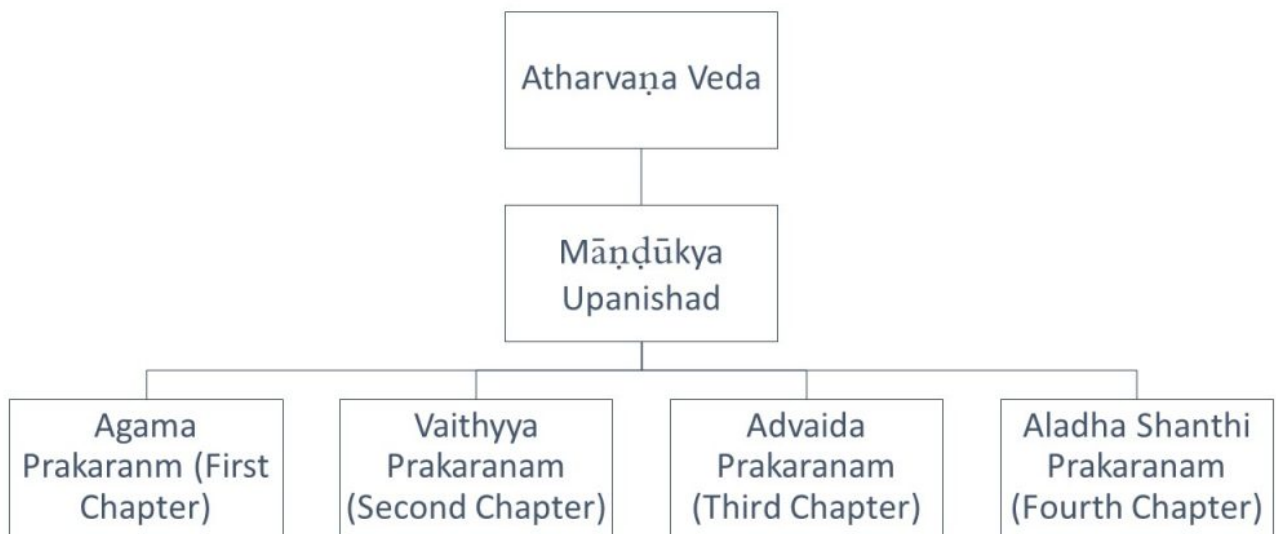 Atharvaṇa Veda
Māṇḍūkya
Upanishad
Agama
Prakaranm (First
Chapter)
Vaithyya
Prakaranam
(Second Chapter)
Advaida
Prakaranam
(Third Chapter)
Aladha Shanthi
Prakaranam
(Fourth Chapter)